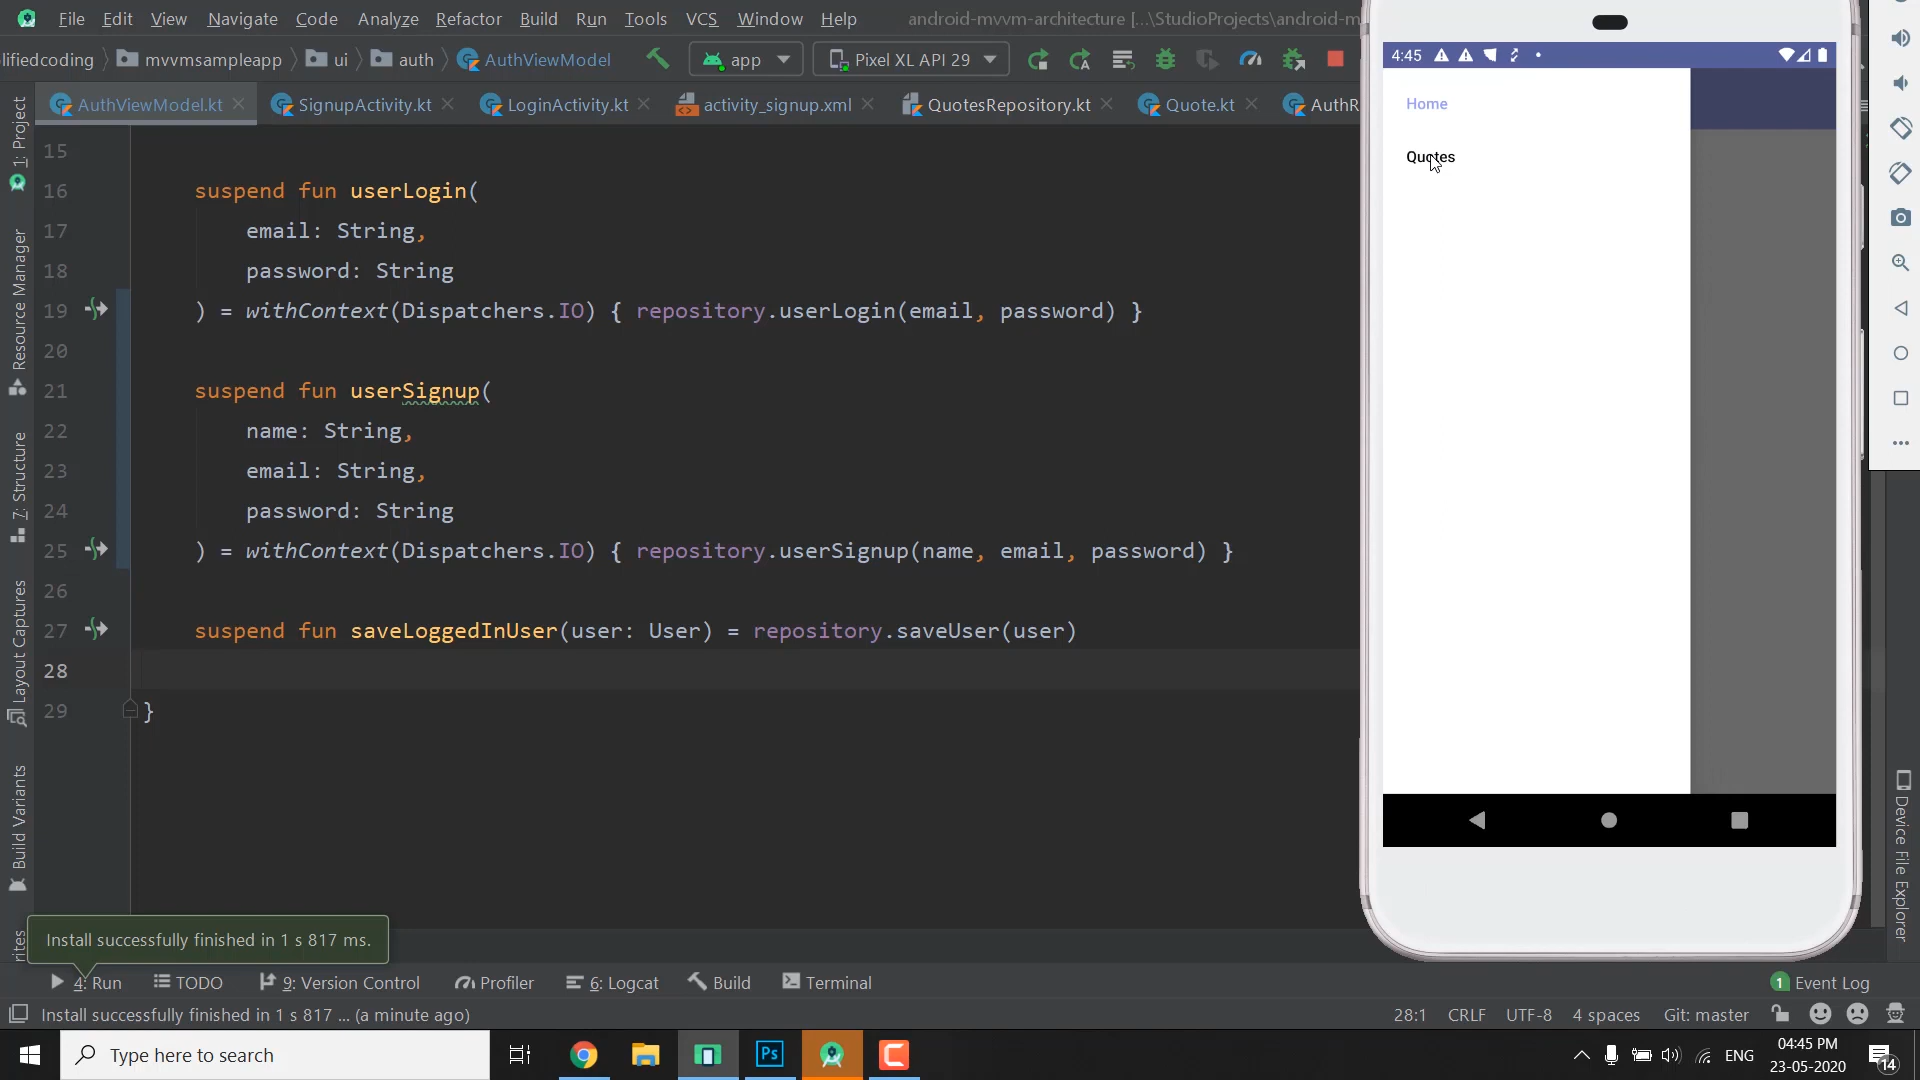 File Edit View Navigate Code Analyze Refactor Build Run Tools VCS Window Help android-mvvm-architecture [...\StudioProjects\android-m
lifiedcoding mvvmsampleapp ui auth AuthViewModel app Pixel XL API 29
AuthViewModel.kt SignupActivity.kt LoginActivity.kt activity_signup.xml QuotesRepository.kt Quote.kt AuthR
15
16 suspend fun userLogin(
17 email: String,
18 password: String
19 ) = withContext(Dispatchers.IO) { repository.userLogin(email, password) }
20
21 suspend fun userSignup(
22 name: String,
23 email: String,
24 password: String
25 ) = withContext(Dispatchers.IO) { repository.userSignup(name, email, password) }
26
27 suspend fun saveLoggedInUser(user: User) = repository.saveUser(user)
28
29 }
1: Project
Resource Manager
7: Structure
Layout Captures
Build Variants
rites
4:45
Home
Quotes
Device File Explorer
Install successfully finished in 1 s 817 ms.
4: Run TODO 9: Version Control Profiler 6: Logcat Build Terminal 1 Event Log
Install successfully finished in 1 s 817 ... (a minute ago) 28:1 CRLF UTF-8 4 spaces Git: master
Type here to search Ps ENG 04:45 PM
23-05-2020 14